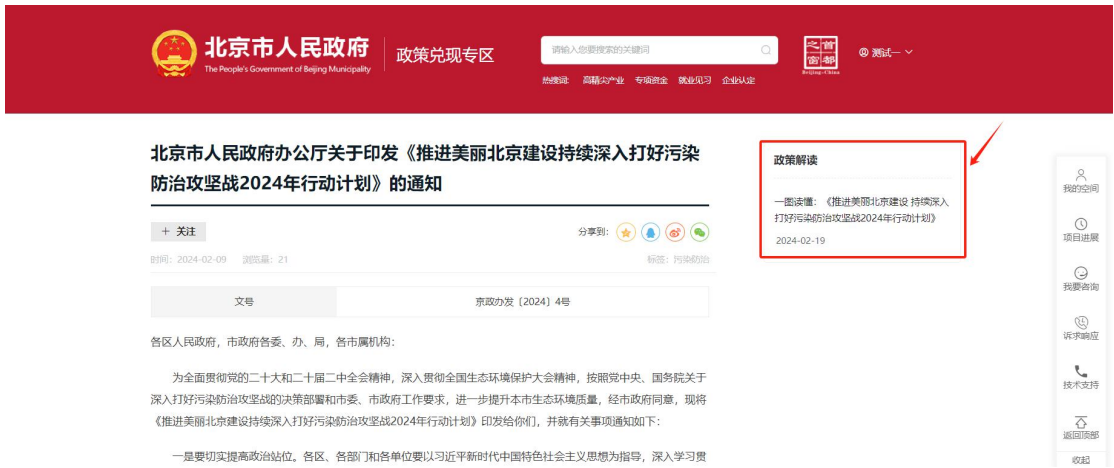 北京市人民政府
The People's Government of Beijing Municipality
政策兑现专区
请输入您要搜索的关键词
热搜词: 高精尖产业 专项资金 就业见习 企业认定
首都之窗
Beijing-China
测试一
北京市人民政府办公厅关于印发《推进美丽北京建设持续深入打好污染
防治攻坚战2024年行动计划》的通知
+ 关注
分享到:
时间: 2024-02-09 浏览量: 21
标签: 污染防治
文号 京政办发〔2024〕4号
各区人民政府，市政府各委、办、局，各市属机构：
为全面贯彻党的二十大和二十届二中全会精神，深入贯彻全国生态环境保护大会精神，按照党中央、国务院关于
深入打好污染防治攻坚战的决策部署和市委、市政府工作要求，进一步提升本市生态环境质量，经市政府同意，现将
《推进美丽北京建设持续深入打好污染防治攻坚战2024年行动计划》印发给你们，并就有关事项通知如下：
一是要切实提高政治站位。各区、各部门和各单位要以习近平新时代中国特色社会主义思想为指导，深入学习贯
政策解读
一图读懂：《推进美丽北京建设 持续深入
打好污染防治攻坚战2024年行动计划》
2024-02-19
我的空间
项目进展
我要咨询
诉求响应
技术支持
返回顶部
收起